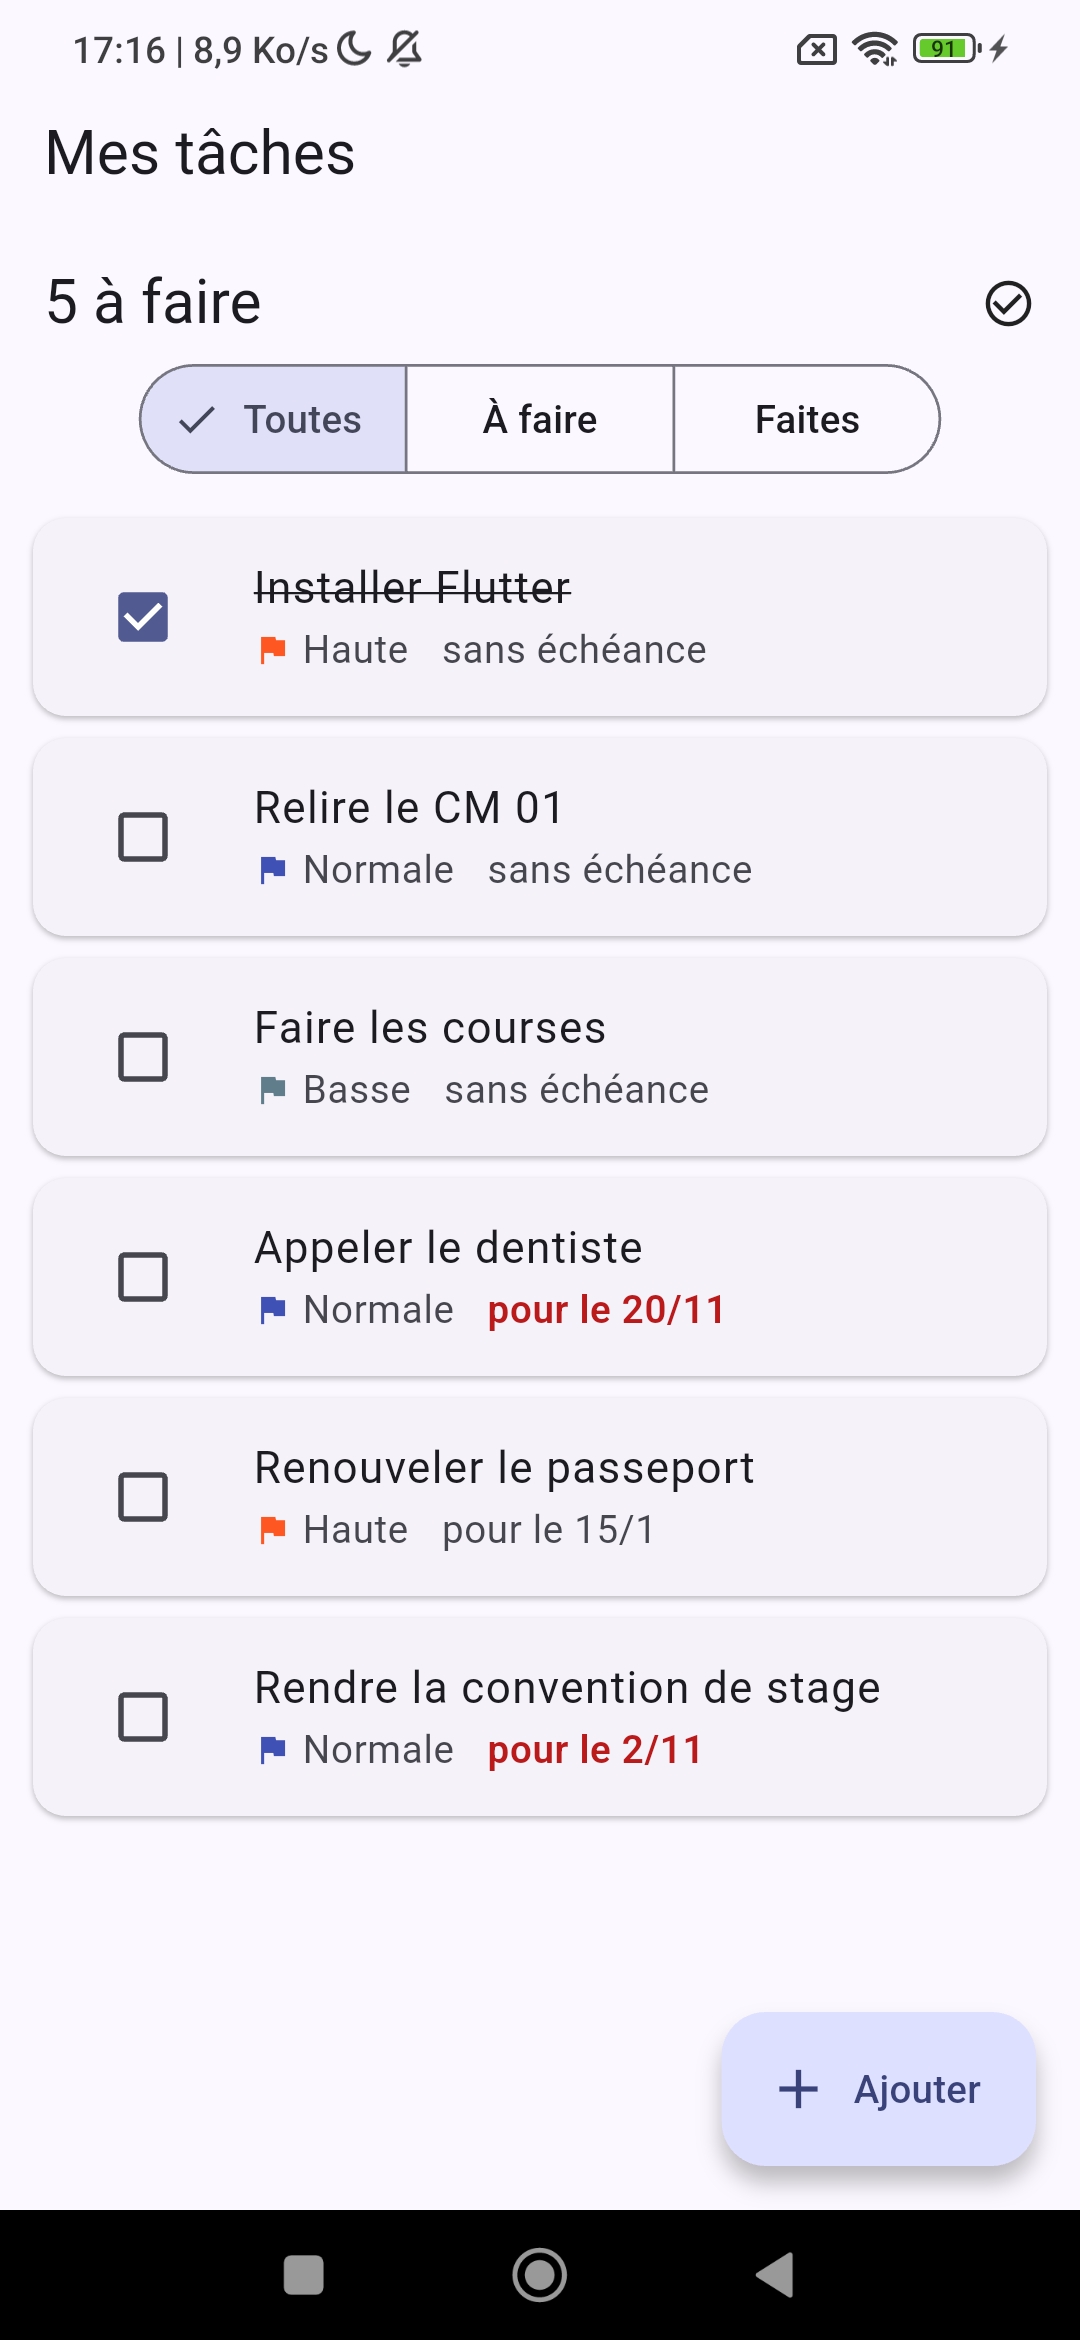 17:16 | 8,9 Ko/s
91
Mes tâches
5 à faire
Toutes
À faire
Faites
Installer Flutter
Haute sans échéance
Relire le CM 01
Normale sans échéance
Faire les courses
Basse sans échéance
Appeler le dentiste
Normale pour le 20/11
Renouveler le passeport
Haute pour le 15/1
Rendre la convention de stage
Normale pour le 2/11
Ajouter